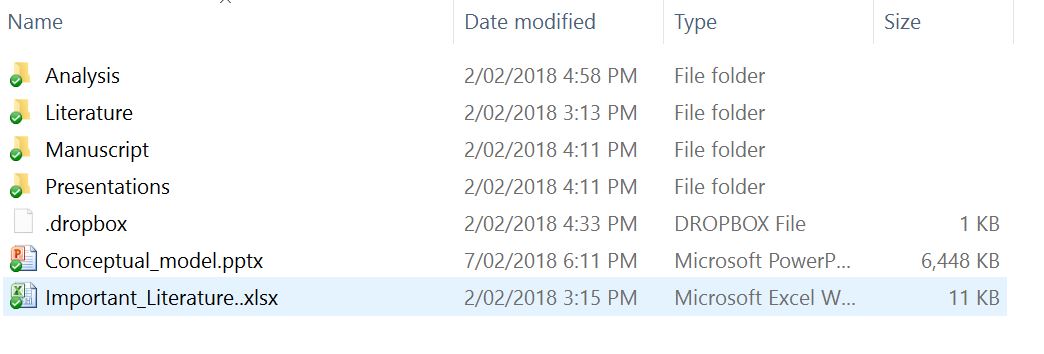 Name Date modified Type Size
Analysis 2/02/2018 4:58 PM File folder
Literature 2/02/2018 3:13 PM File folder
Manuscript 2/02/2018 4:11 PM File folder
Presentations 2/02/2018 4:11 PM File folder
.dropbox 2/02/2018 4:33 PM DROPBOX File 1 KB
Conceptual_model.pptx 7/02/2018 6:11 PM Microsoft PowerP... 6,448 KB
Important_Literature..xlsx 2/02/2018 3:15 PM Microsoft Excel W... 11 KB